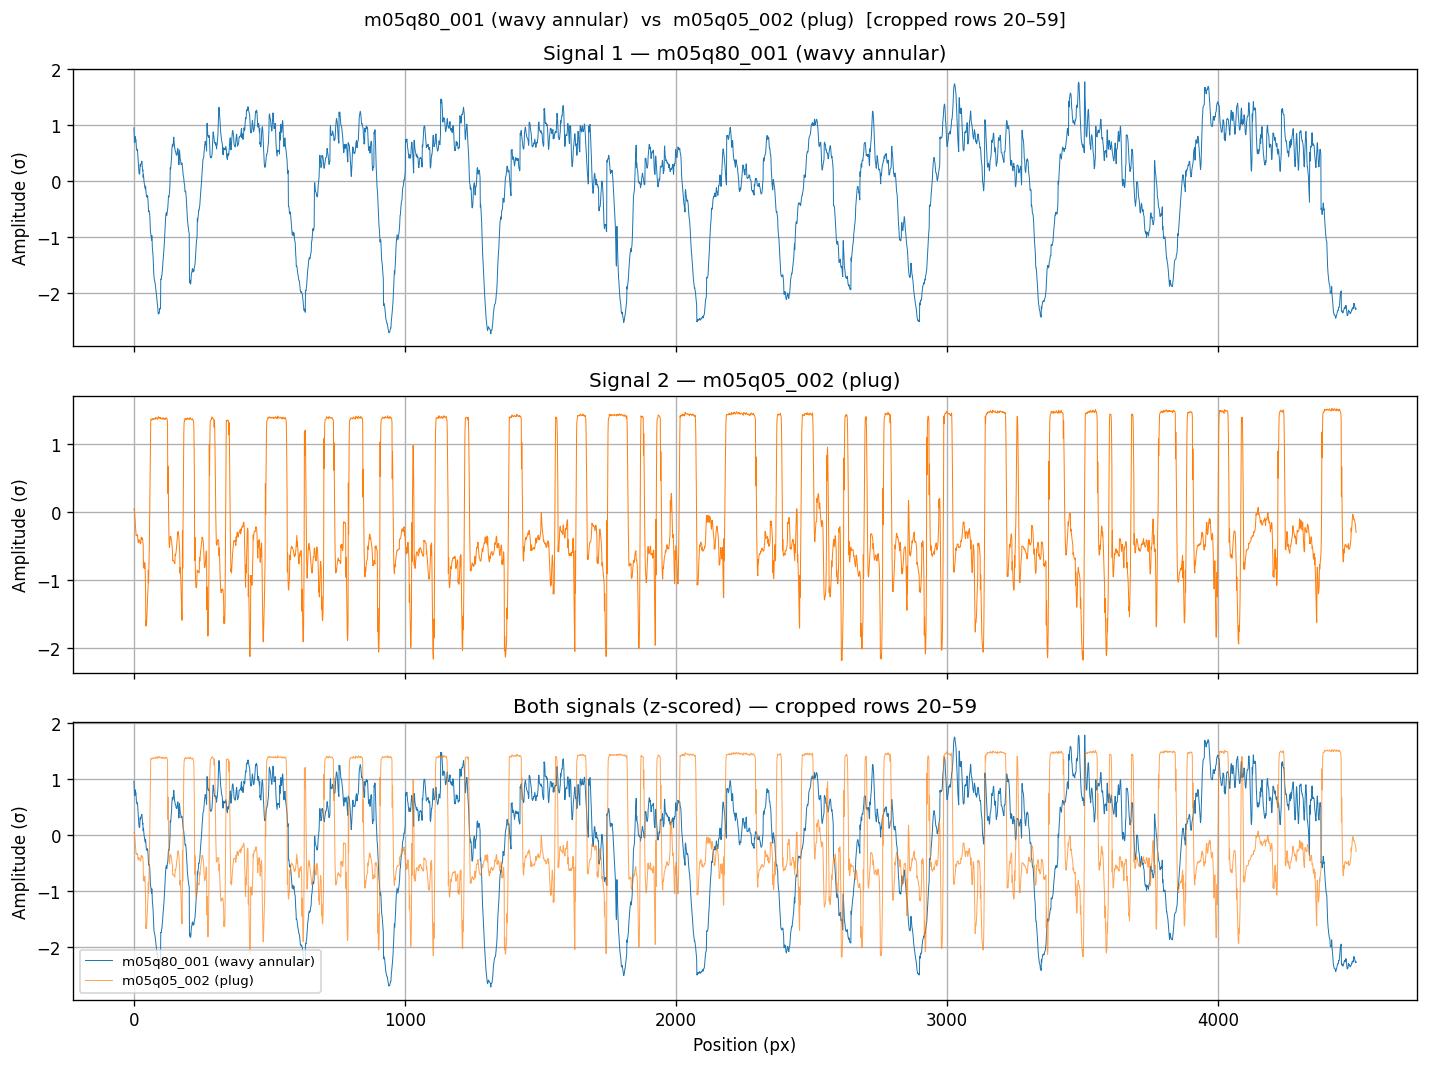 m05q80_001 (wavy annular)  vs  m05q05_002 (plug)  [cropped rows 20–59]
Signal 1 — m05q80_001 (wavy annular)
2
1
0
−1
−2
Amplitude (σ)
Signal 2 — m05q05_002 (plug)
1
0
−1
−2
Amplitude (σ)
Both signals (z-scored) — cropped rows 20–59
2
1
0
−1
−2
Amplitude (σ)
m05q80_001 (wavy annular)
m05q05_002 (plug)
0 1000 2000 3000 4000
Position (px)